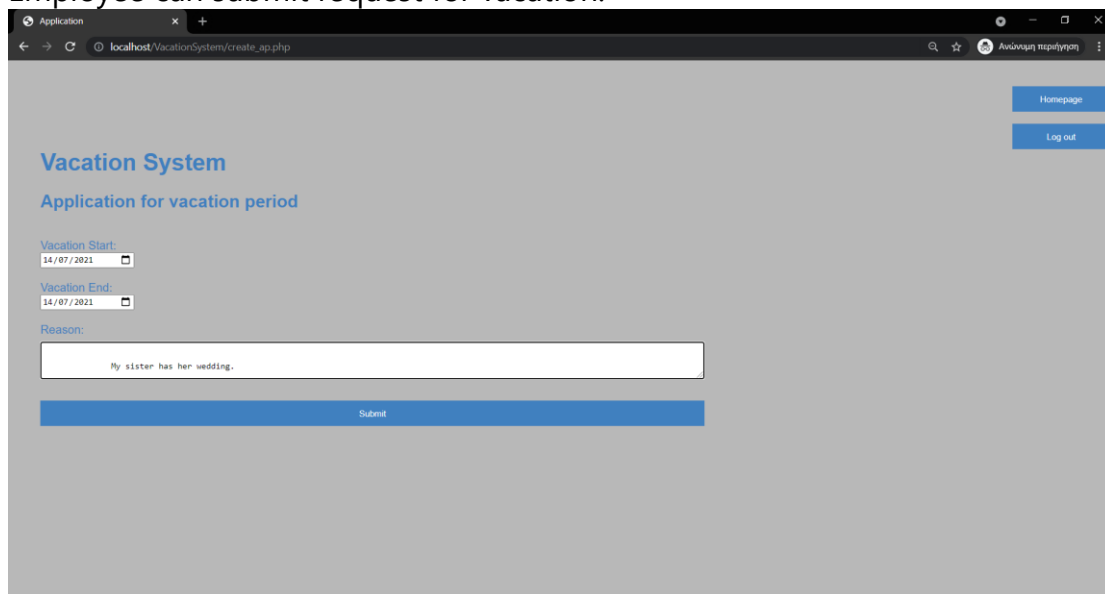 Employee can submit request for vacation.
Application
localhost/VacationSystem/create_ap.php
Ανώνυμη περιήγηση
Homepage
Log out
Vacation System
Application for vacation period
Vacation Start:
14/07/2021
Vacation End:
14/07/2021
Reason:
My sister has her wedding.
Submit